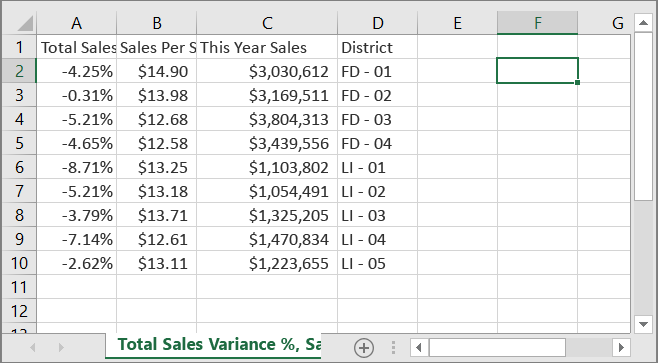 A B C D E F G
1 Total Sales Sales Per S This Year Sales District
2 -4.25% $14.90 $3,030,612 FD - 01
3 -0.31% $13.98 $3,169,511 FD - 02
4 -5.21% $12.68 $3,804,313 FD - 03
5 -4.65% $12.58 $3,439,556 FD - 04
6 -8.71% $13.25 $1,103,802 LI - 01
7 -5.21% $13.18 $1,054,491 LI - 02
8 -3.79% $13.71 $1,325,205 LI - 03
9 -7.14% $12.61 $1,470,834 LI - 04
10 -2.62% $13.11 $1,223,655 LI - 05
11
12
Total Sales Variance %, Sa